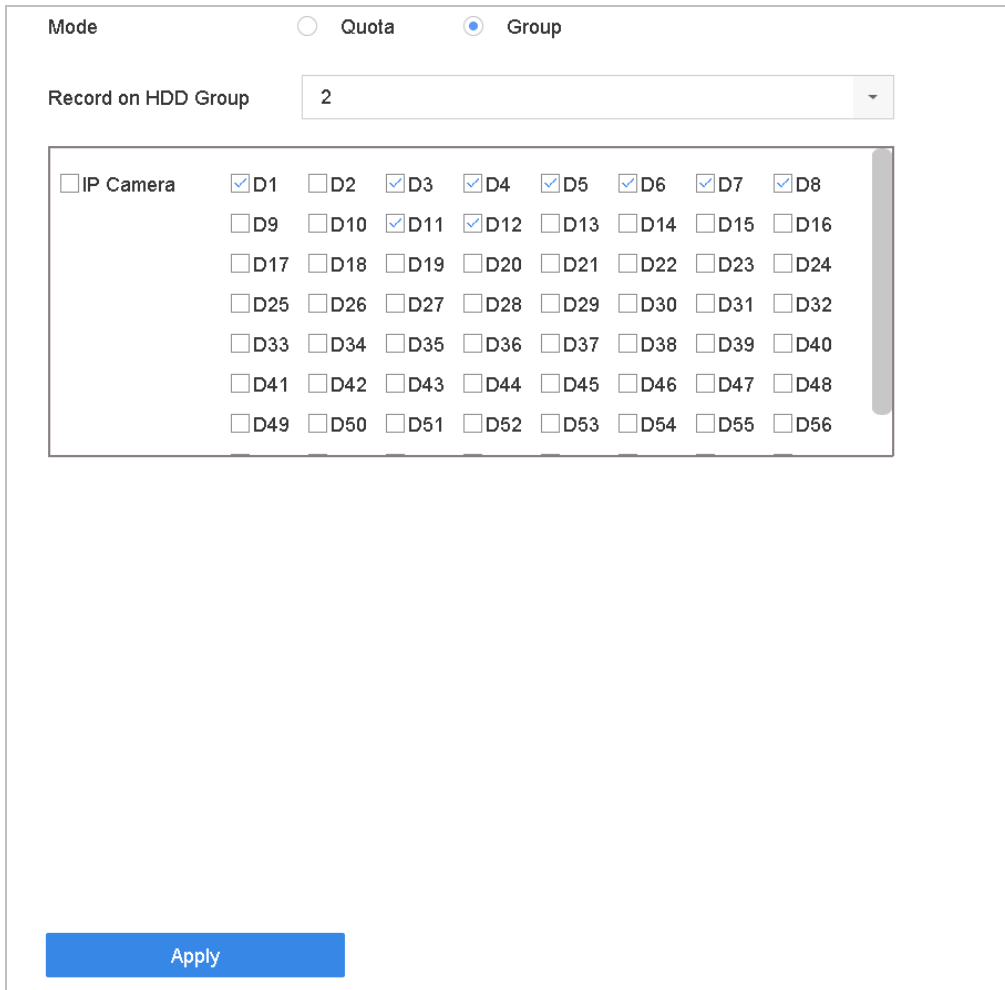 Mode Quota Group
Record on HDD Group 2
IP Camera D1 D2 D3 D4 D5 D6 D7 D8
D9 D10 D11 D12 D13 D14 D15 D16
D17 D18 D19 D20 D21 D22 D23 D24
D25 D26 D27 D28 D29 D30 D31 D32
D33 D34 D35 D36 D37 D38 D39 D40
D41 D42 D43 D44 D45 D46 D47 D48
D49 D50 D51 D52 D53 D54 D55 D56
Apply